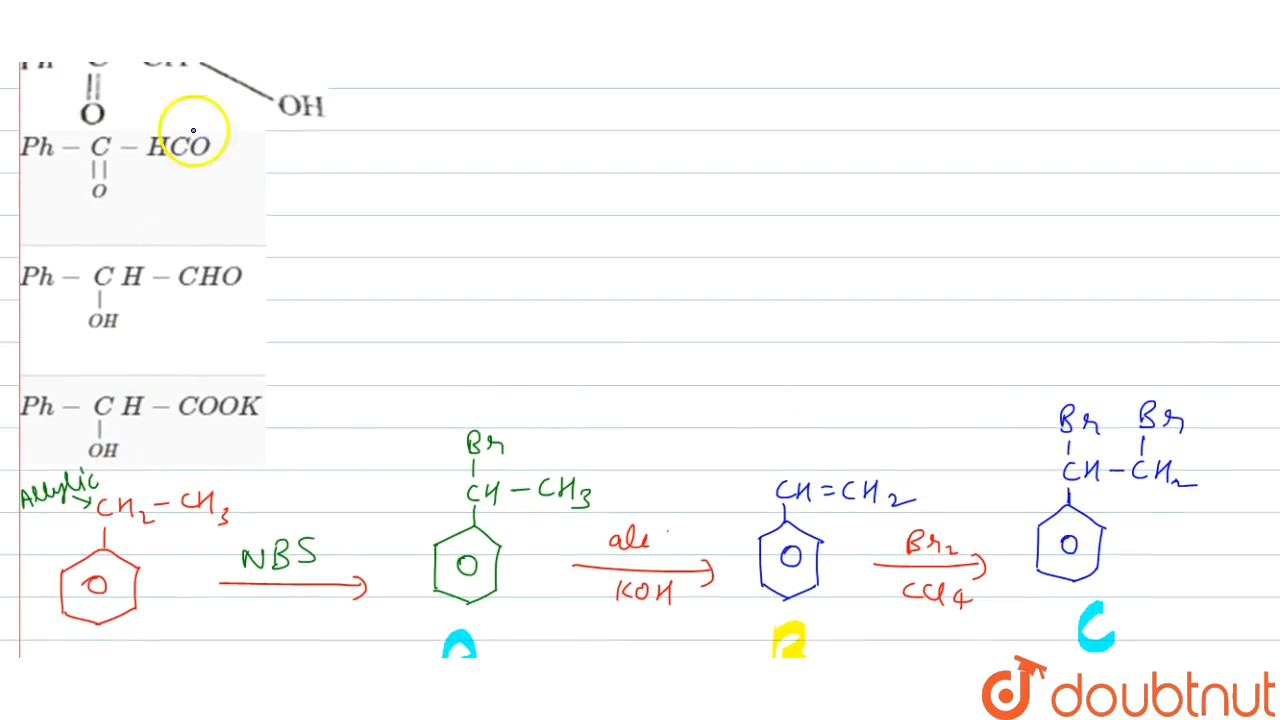 OH
O
Ph – C – HCO
||
O
Ph – C H – CHO
|
OH
Ph – C H – COOK
|
OH
Allylic
CH2 – CH3
NBS
Br
CH – CH3
alc.
KOH
CH = CH2
Br2
CCl4
Br Br
CH – CH2
A
B
C
doubtnut